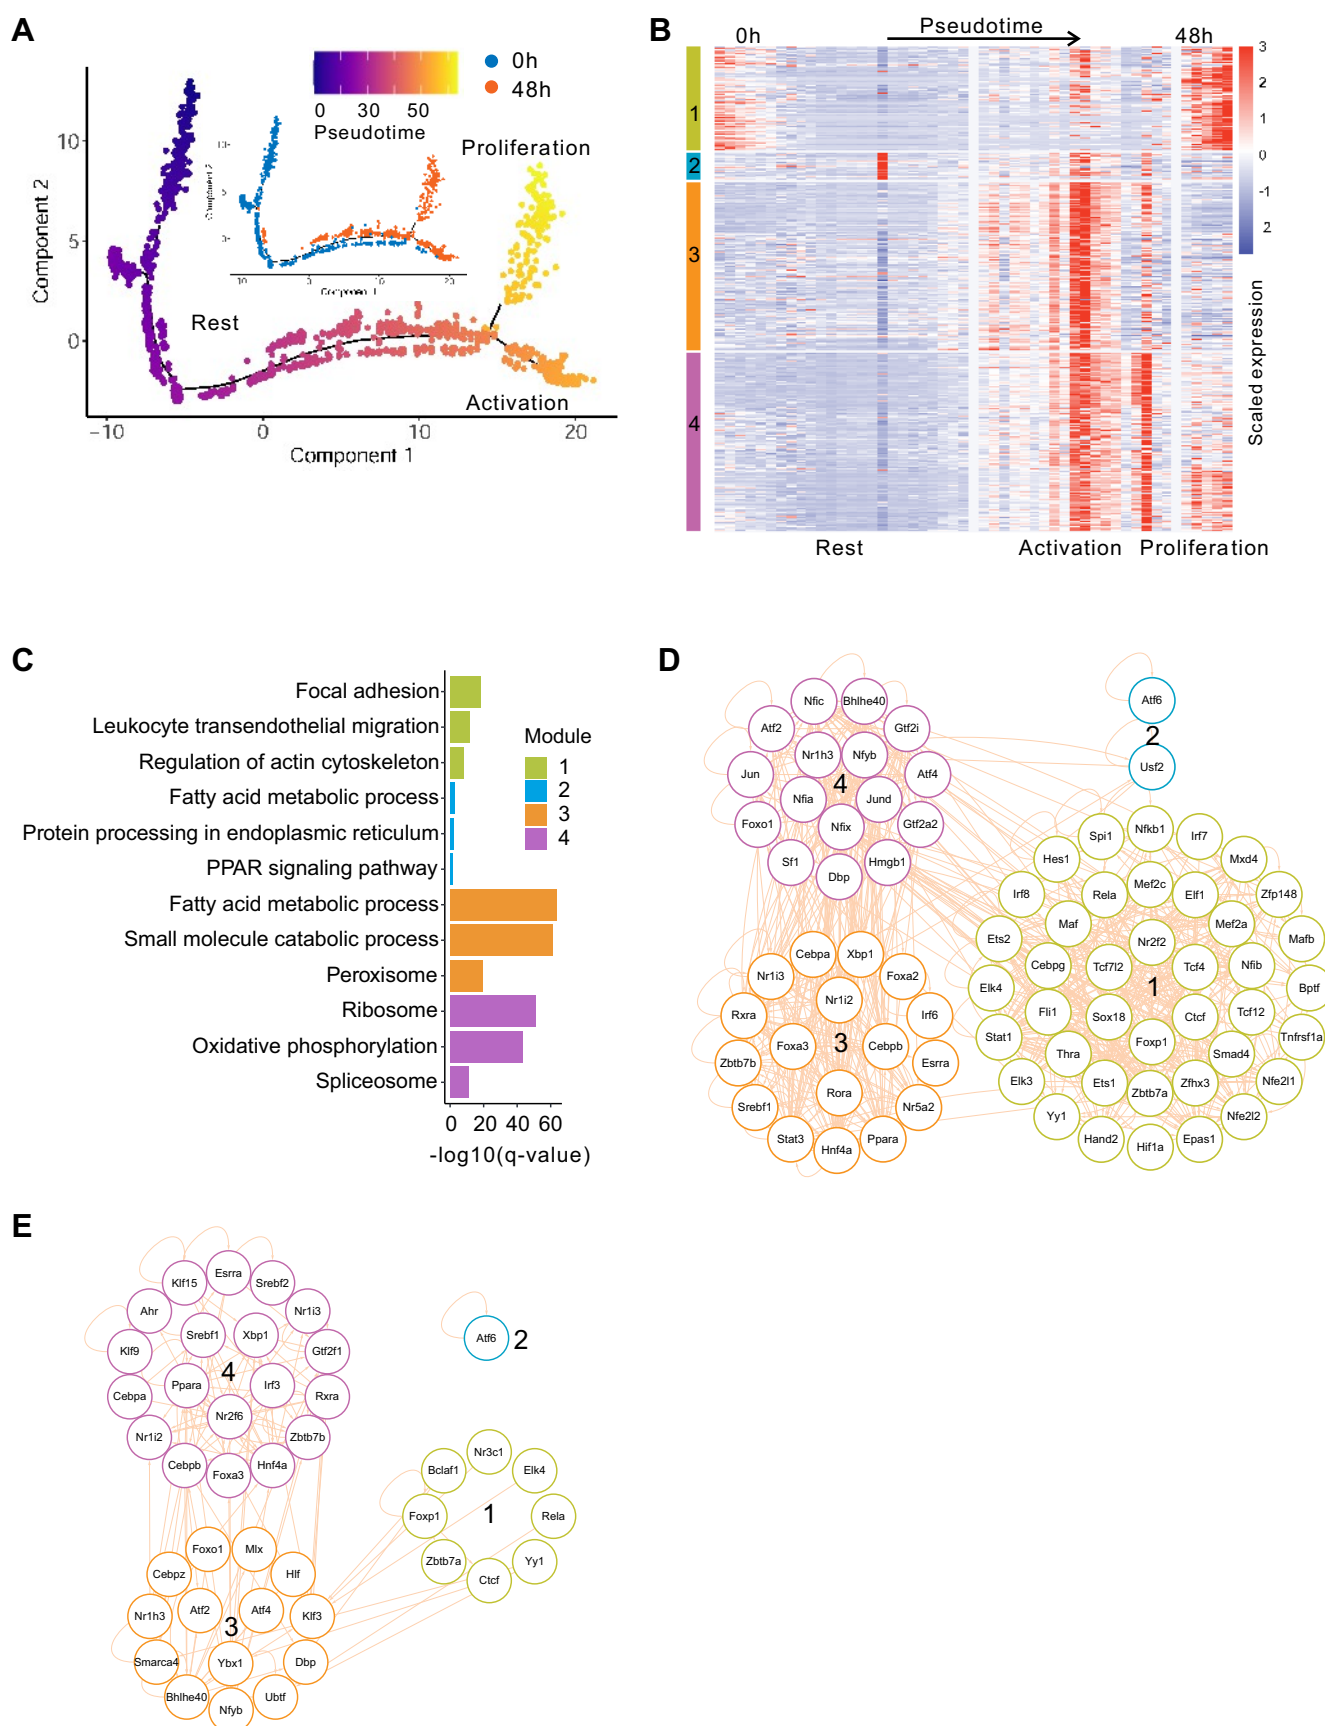 A
0h
48h
0 30 50
Pseudotime
Proliferation
Rest
Activation
10
5
0
−10 0 10 20
Component 1
Component 2
B
Pseudotime
0h
48h
1
2
3
4
3
2
1
0
-1
2
Scaled expression
Rest
Activation
Proliferation
C
Focal adhesion
Leukocyte transendothelial migration
Regulation of actin cytoskeleton
Fatty acid metabolic process
Protein processing in endoplasmic reticulum
PPAR signaling pathway
Fatty acid metabolic process
Small molecule catabolic process
Peroxisome
Ribosome
Oxidative phosphorylation
Spliceosome
Module
1
2
3
4
0 20 40 60
-log10(q-value)
D
Nfic
Bhlhe40
Atf2
Gtf2i
Nr1h3
Nfyb
Jun
Atf4
4
Nfia
Jund
Foxo1
Nfix
Gtf2a2
Sf1
Dbp
Hmgb1
Atf6
2
Usf2
Cebpa
Xbp1
Nr1i3
Foxa2
Nr1i2
Rxra
Irf6
Foxa3
3
Cebpb
Zbtb7b
Esrra
Rora
Srebf1
Nr5a2
Stat3
Hnf4a
Ppara
Spi1
Nfkb1
Irf7
Hes1
Mxd4
Irf8
Rela
Mef2c
Elf1
Zfp148
Maf
Mef2a
Ets2
Nr2f2
Mafb
Cebpg
Tcf7l2
Tcf4
Nfib
Elk4
1
Bptf
Fli1
Sox18
Ctcf
Tcf12
Stat1
Foxp1
Tnfrsf1a
Thra
Smad4
Elk3
Ets1
Zbtb7a
Zfhx3
Nfe2l1
Yy1
Nfe2l2
Hand2
Hif1a
Epas1
E
Klf15
Esrra
Srebf2
Ahr
Nr1i3
Srebf1
Xbp1
Klf9
Gtf2f1
4
Ppara
Irf3
Cebpa
Rxra
Nr2f6
Nr1i2
Zbtb7b
Cebpb
Foxa3
Hnf4a
Atf6
2
Nr3c1
Bclaf1
Elk4
Foxp1
1
Rela
Zbtb7a
Yy1
Ctcf
Foxo1
Mlx
Cebpz
Hlf
Nr1h3
Atf2
Atf4
Klf3
3
Smarca4
Ybx1
Dbp
Bhlhe40
Nfyb
Ubtf